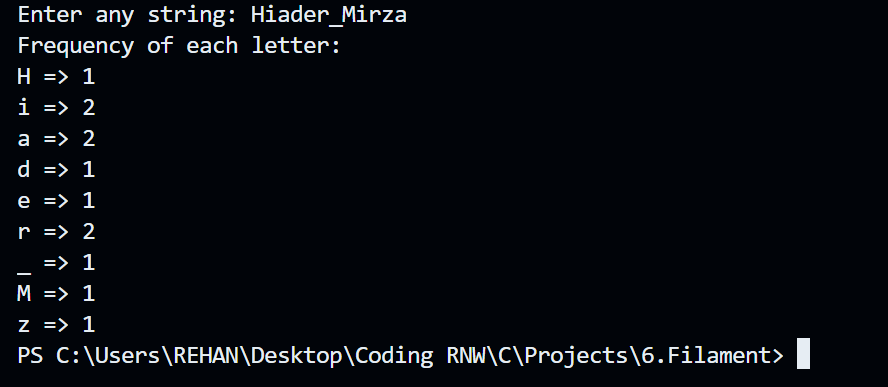 Enter any string: Hiader_Mirza
Frequency of each letter:
H => 1
i => 2
a => 2
d => 1
e => 1
r => 2
_ => 1
M => 1
z => 1
PS C:\Users\REHAN\Desktop\Coding RNW\C\Projects\6.Filament>